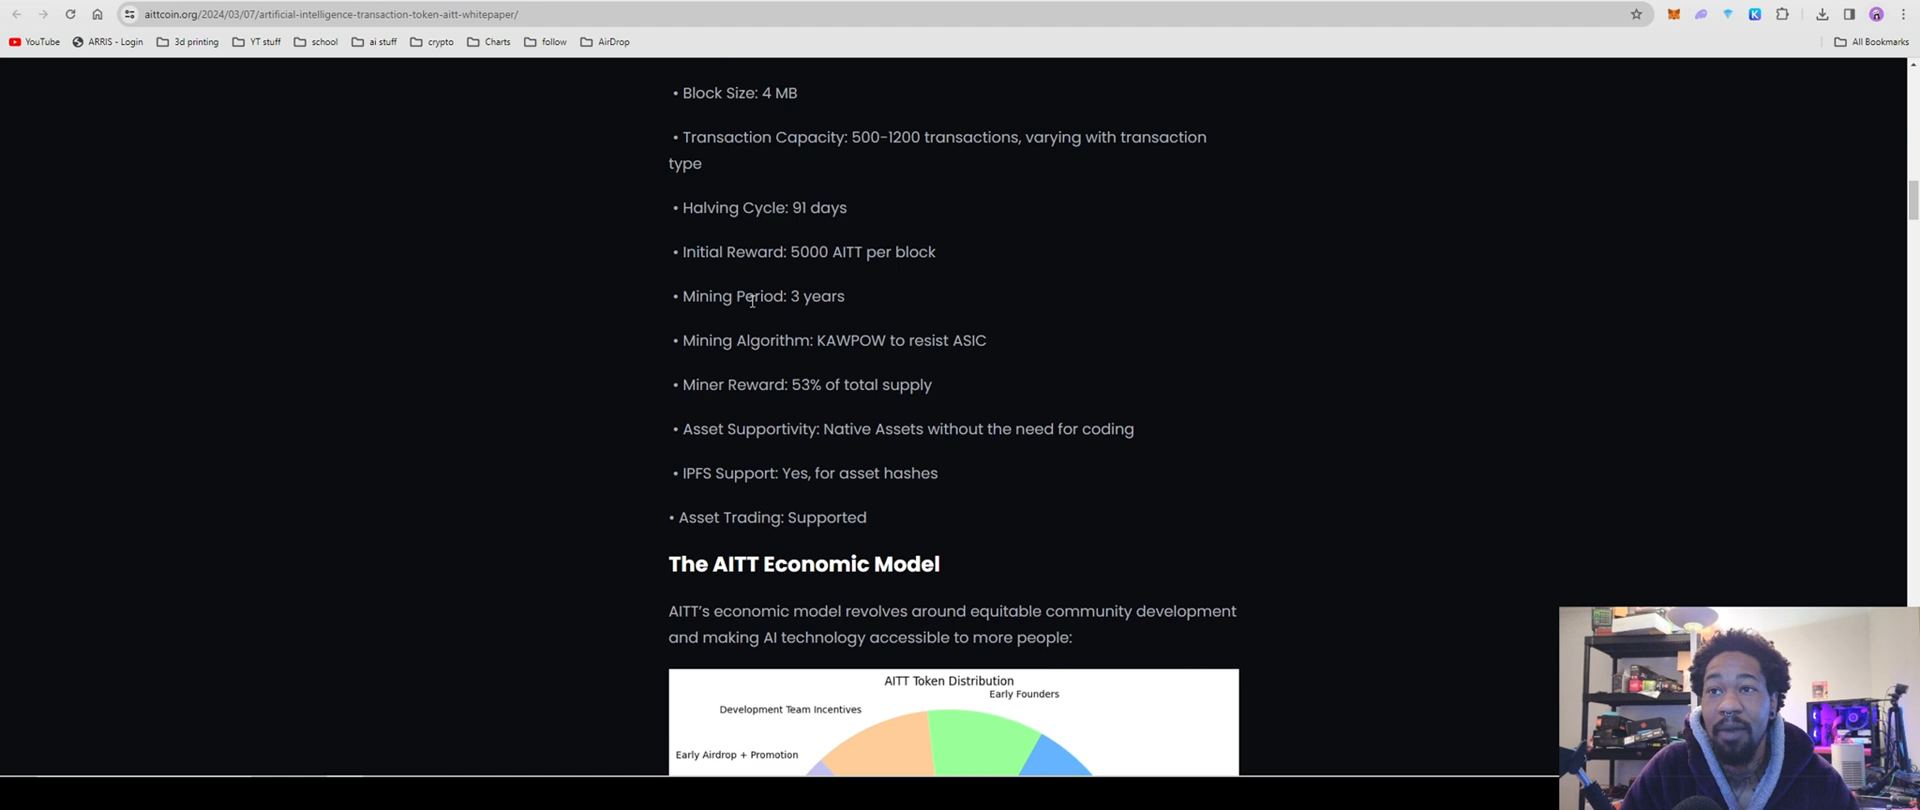 aittcoin.org/2024/03/07/artificial-intelligence-transaction-token-aitt-whitepaper/
YouTube ARRIS - Login 3d printing YT stuff school ai stuff crypto Charts follow AirDrop All Bookmarks
• Block Size: 4 MB
• Transaction Capacity: 500-1200 transactions, varying with transaction
type
• Halving Cycle: 91 days
• Initial Reward: 5000 AITT per block
• Mining Period: 3 years
• Mining Algorithm: KAWPOW to resist ASIC
• Miner Reward: 53% of total supply
• Asset Supportivity: Native Assets without the need for coding
• IPFS Support: Yes, for asset hashes
• Asset Trading: Supported
The AITT Economic Model
AITT's economic model revolves around equitable community development
and making AI technology accessible to more people:
AITT Token Distribution
Early Founders
Development Team Incentives
Early Airdrop + Promotion